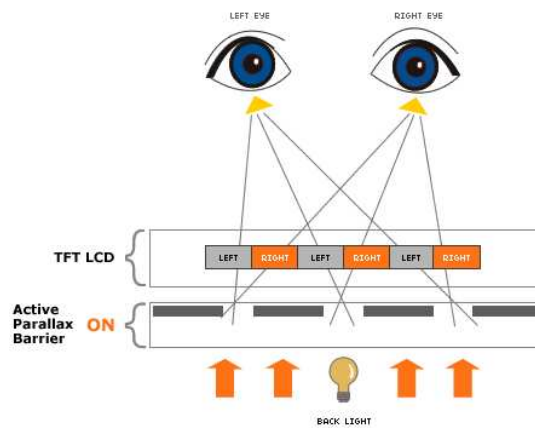 LEFT EYE
RIGHT EYE
TFT LCD
LEFT RIGHT LEFT RIGHT LEFT RIGHT
Active
Parallax ON
Barrier
BACK LIGHT